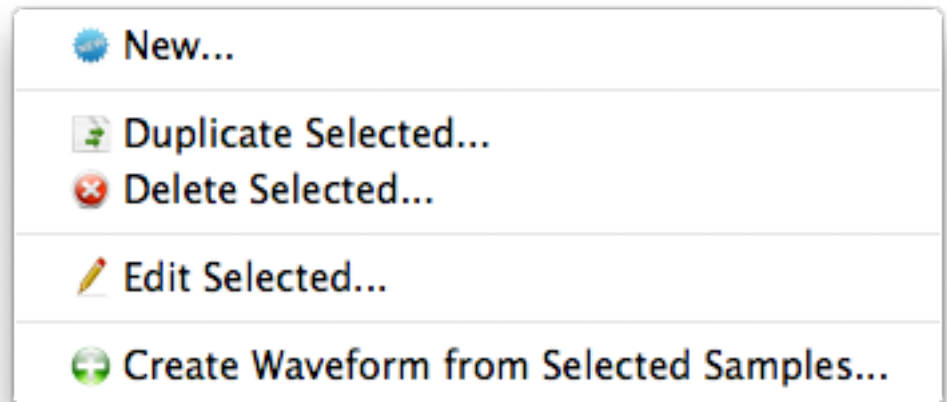 New...
Duplicate Selected...
Delete Selected...
Edit Selected...
Create Waveform from Selected Samples...